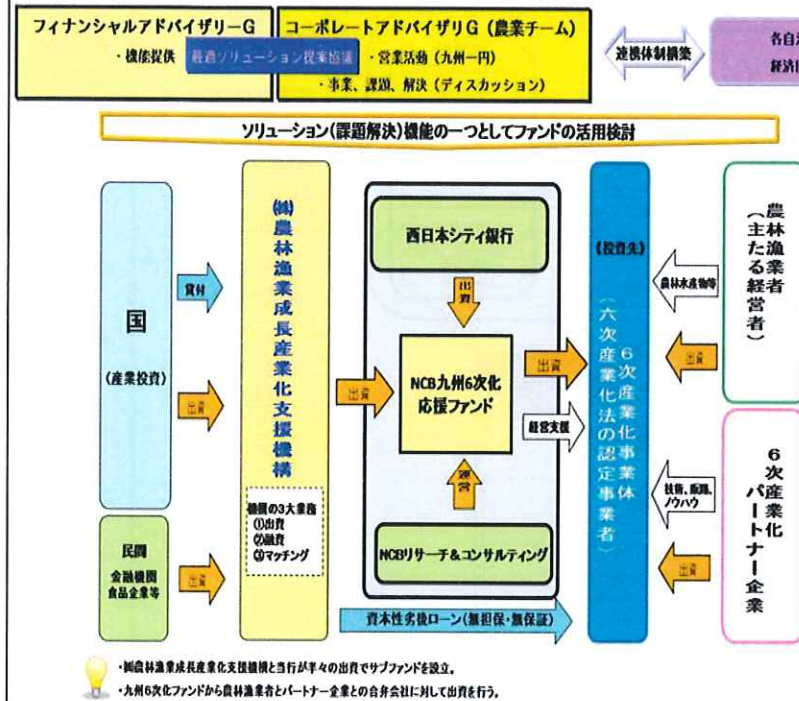 フィナンシャルアドバイザリーG
・機能提供
最適ソリューション提案協議
コーポレートアドバイザリG（農業チーム）
・営業活動（九州一円）
・事業、課題、解決（ディスカッション）
連携体制構築
各自
経済
ソリューション（課題解決）機能の一つとしてファンドの活用検討
国
（産業投資）
貸付
出資
民間
金融機関
食品企業等
出資
㈱農林漁業成長産業化支援機構
機構の3大業務
①出資
②融資
③マッチング
出資
西日本シティ銀行
出資
NCB九州6次化
応援ファンド
運営
NCBリサーチ&コンサルティング
出資
経営支援
資本性劣後ローン（無担保・無保証）
（投資先）
6次産業化事業体
（六次産業化法の認定事業者）
農林水産物等
出資
技術、販路、
ノウハウ
出資
農林漁業者
（主たる経営者）
6次産業化
パートナー企業
・㈱農林漁業成長産業化支援機構と当行が半々の出資でサブファンドを設立。
・九州6次化ファンドから農林漁業者とパートナー企業との合弁会社に対して出資を行う。